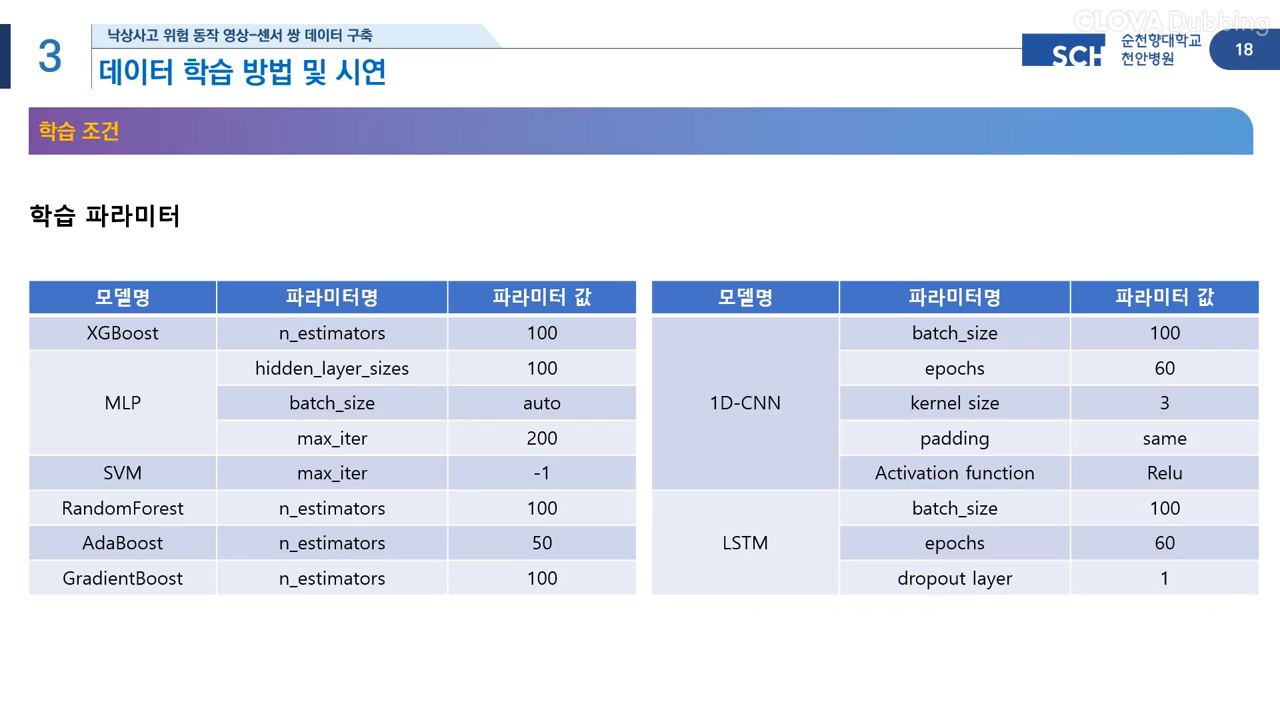 CLOVA Dubbing
3
낙상사고 위험 동작 영상-센서 쌍 데이터 구축
데이터 학습 방법 및 시연
SCH
순천향대학교
천안병원
18
학습 조건
학습 파라미터
모델명 파라미터명 파라미터 값
XGBoost n_estimators 100
MLP hidden_layer_sizes 100
batch_size auto
max_iter 200
SVM max_iter -1
RandomForest n_estimators 100
AdaBoost n_estimators 50
GradientBoost n_estimators 100
모델명 파라미터명 파라미터 값
1D-CNN batch_size 100
epochs 60
kernel size 3
padding same
Activation function Relu
LSTM batch_size 100
epochs 60
dropout layer 1